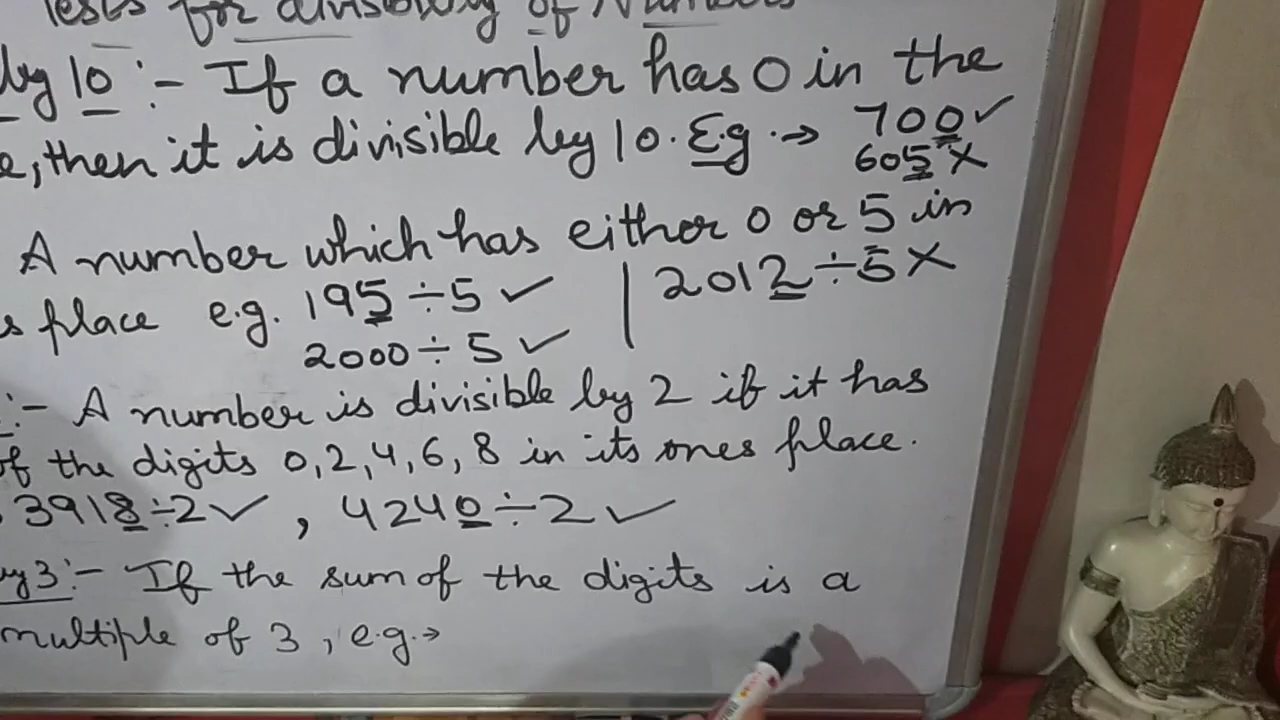 Tests for divisibility of Numbers
by 10 :- If a number has 0 in the
e, then it is divisible by 10. E.g. → 700 ✓
605 X
A number which has either 0 or 5 in
s place e.g. 195 ÷ 5 ✓ | 2012 ÷ 5 X
2000 ÷ 5 ✓
:- A number is divisible by 2 if it has
of the digits 0, 2, 4, 6, 8 in its ones place.
3918 ÷ 2 ✓ , 4240 ÷ 2 ✓
by 3 :- If the sum of the digits is a
multiple of 3 , e.g. →